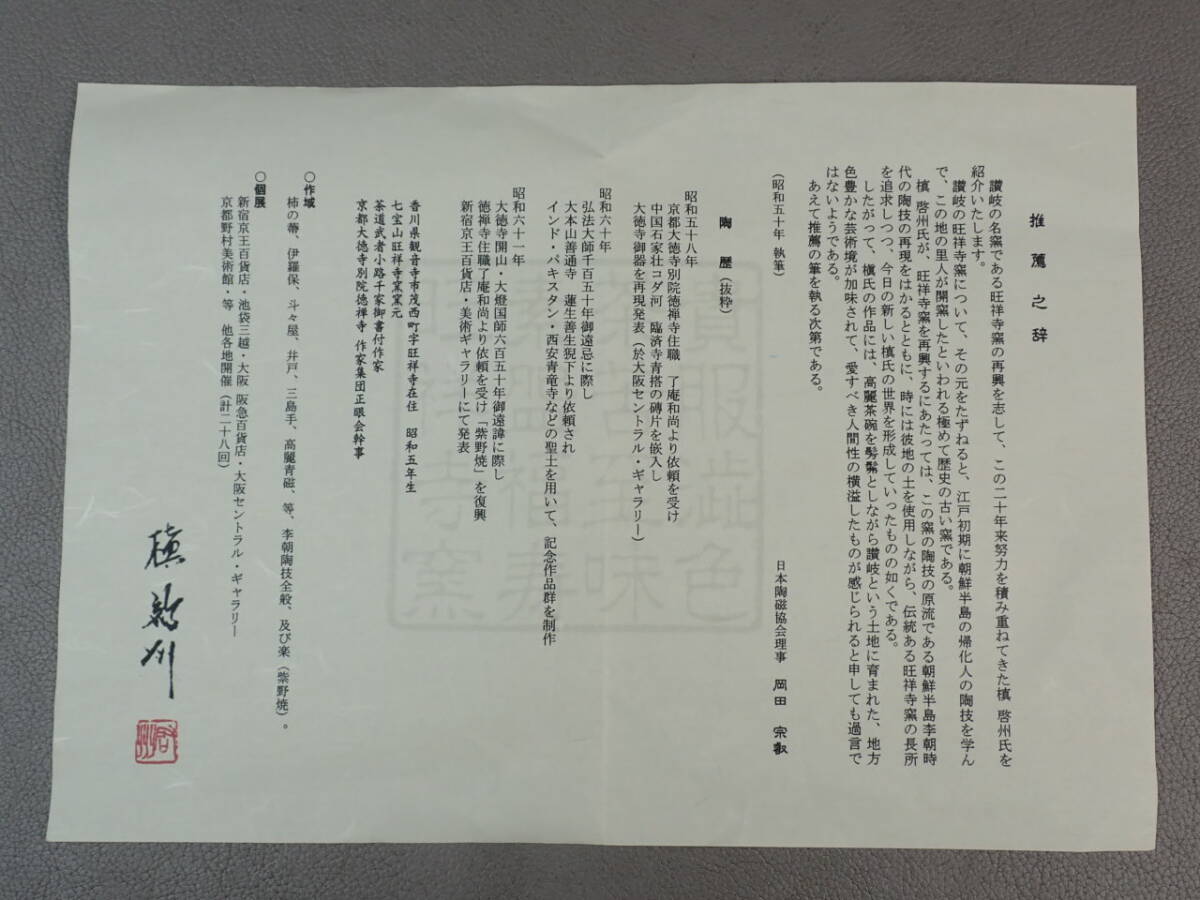 推薦之辞
讃岐の名窯である旺祥寺窯の再興を志して、この二十年来努力を積み重ねてきた槙 啓州氏を
紹介いたします。
讃岐の旺祥寺窯について、その元をたずねると、江戸初期に朝鮮半島の帰化人の陶技を学ん
で、この地の里人が開窯したといわれる極めて歴史の古い窯である。
槙 啓州氏が、旺祥寺窯を再興するにあたっては、この窯の陶技の原流である朝鮮半島李朝時
代の陶技の再現をはかるとともに、時には彼地の土を使用しながら、伝統ある旺祥寺窯の長所
を追求しつつ、今日の新しい槙氏の世界を形成していったものの如くである。
したがって、槙氏の作品には、高麗茶碗を髣髴としながら讃岐という土地に育まれた、地方
色豊かな芸術境が加味されて、愛すべき人間性の横溢したものが感じられると申しても過言で
はないようである。
あえて推薦の筆を執る次第である。
(昭和五十年 執筆)
日本陶磁協会理事 岡田 宗叡
陶 歴(抜粋)
昭和五十八年
京都大徳寺別院徳禅寺住職 了庵和尚より依頼を受け
中国石家壮コダ河 臨済寺青搭の磚片を嵌入し
大徳寺御器を再現発表(於大阪セントラル・ギャラリー)
昭和六十年
弘法大師千百五十年御遠忌に際し
大本山善通寺 蓮生善生猊下より依頼され
インド・パキスタン・西安青竜寺などの聖土を用いて、記念作品群を制作
昭和六十一年
大徳寺開山・大燈国師六百五十年御遠諱に際し
徳禅寺住職了庵和尚より依頼を受け「紫野焼」を復興
新宿京王百貨店・美術ギャラリーにて発表
香川県観音寺市茂西町字旺祥寺在住 昭和五年生
七宝山旺祥寺窯窯元
茶道武者小路千家御書付作家
京都大徳寺別院徳禅寺 作家集団正眼会幹事
○作域
柿の蔕、伊羅保、斗々屋、井戸、三島手、高麗青磁、等、李朝陶技全般、及び楽(紫野焼)。
○個展
新宿京王百貨店・池袋三越・大阪 阪急百貨店・大阪セントラル・ギャラリー
京都野村美術館・等 他各地開催(計二十八回)
槙啓州